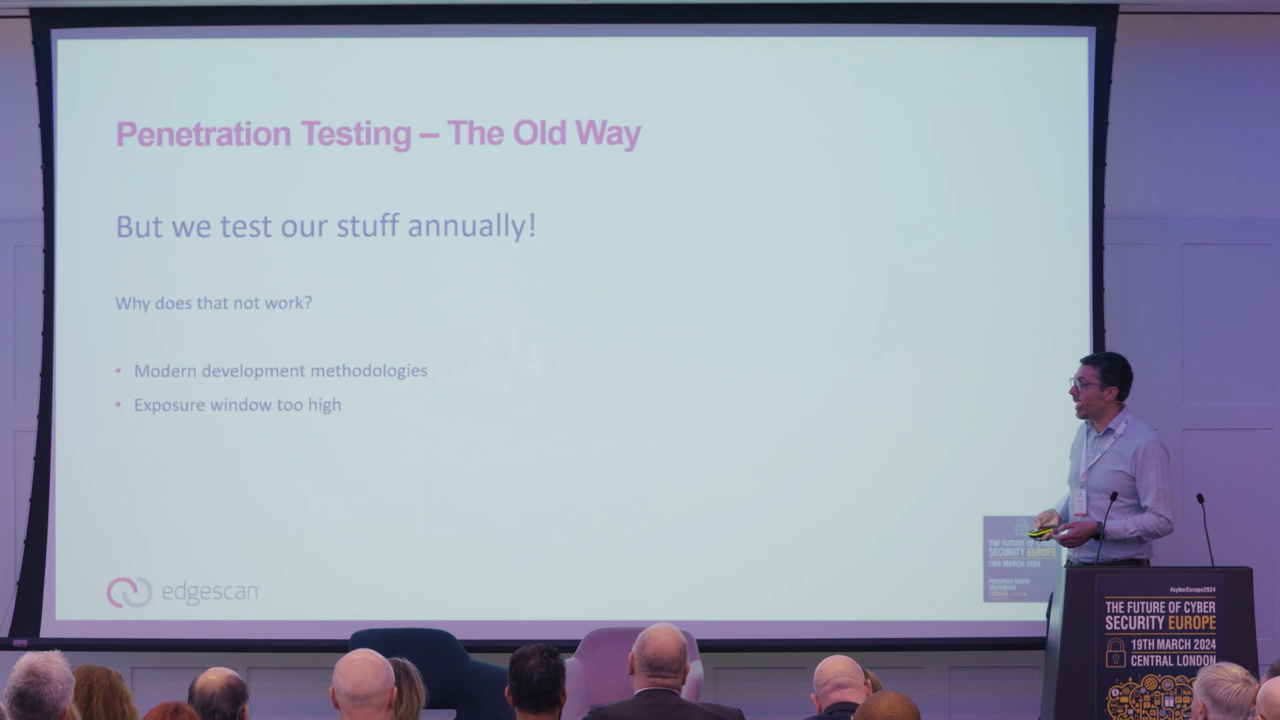 Penetration Testing – The Old Way
But we test our stuff annually!
Why does that not work?
• Modern development methodologies
• Exposure window too high
edgescan
THE FUTURE OF CYBER
SECURITY EUROPE
19th MARCH 2024
LONDON
#cyberEurope2024
THE FUTURE OF CYBER
SECURITY EUROPE
19TH MARCH 2024
CENTRAL LONDON